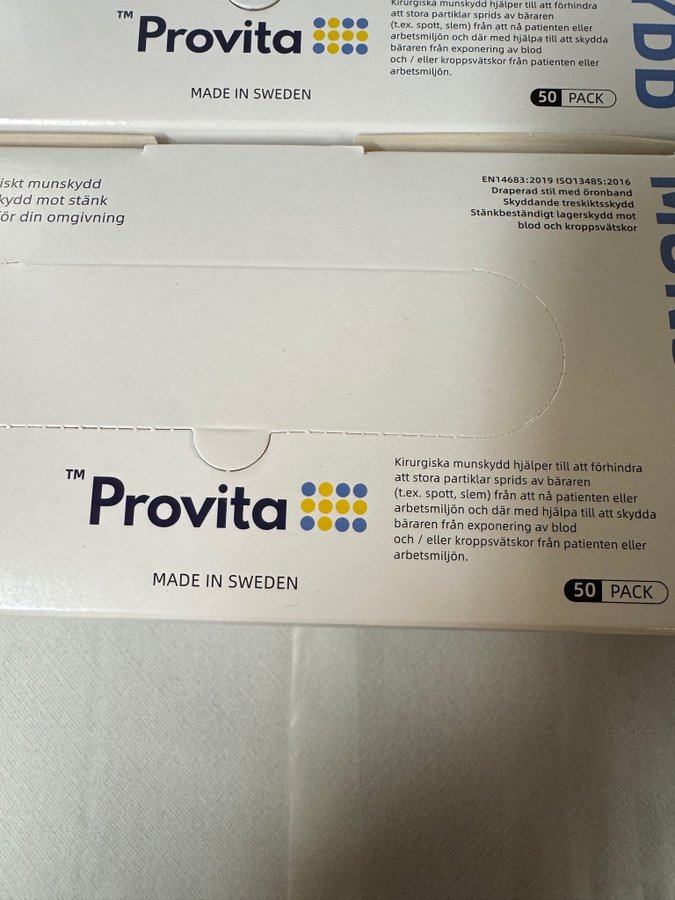 Kirurgiska munskydd hjälper till att förhindra
att stora partiklar sprids av bäraren
(t.ex. spott, slem) från att nå patienten eller
arbetsmiljön och där med hjälpa till att skydda
bäraren från exponering av blod
och / eller kroppsvätskor från patienten eller
arbetsmiljön.
™ Provita
MADE IN SWEDEN
50 PACK
YDD
iskt munskydd
kydd mot stänk
ör din omgivning
EN14683:2019 ISO13485:2016
Draperad stil med öronband
Skyddande treskiktsskydd
Stänkbeständigt lagerskydd mot
blod och kroppsvätskor
MUNS
™ Provita
MADE IN SWEDEN
Kirurgiska munskydd hjälper till att förhindra
att stora partiklar sprids av bäraren
(t.ex. spott, slem) från att nå patienten eller
arbetsmiljön och där med hjälpa till att skydda
bäraren från exponering av blod
och / eller kroppsvätskor från patienten eller
arbetsmiljön.
50 PACK